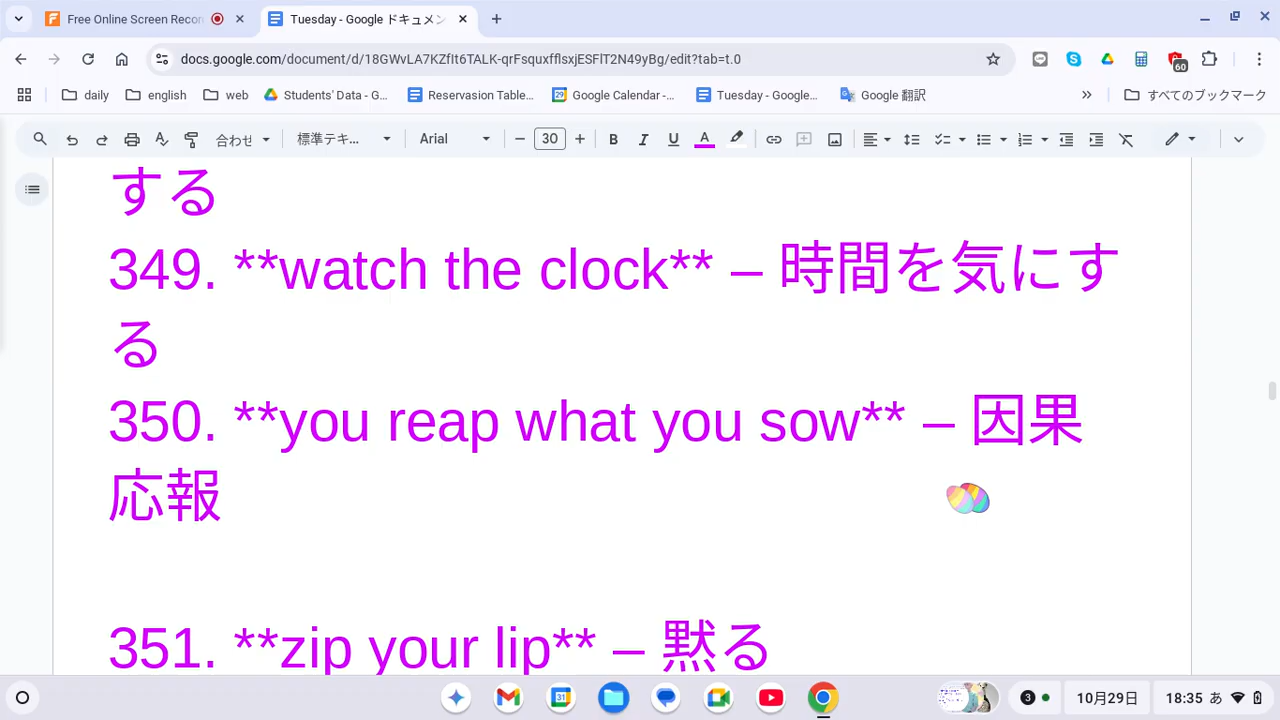 Free Online Screen Recor
Tuesday - Google ドキュメン
docs.google.com/document/d/
edit?tab=t.0
60
daily
english
web
Students' Data - G...
Reservation Table...
Google Calendar -...
Tuesday - Google...
Google 翻訳
すべてのブックマーク
合わせ
標準テキ...
Arial
30
する
349. **watch the clock** – 時間を気にす
る
350. **you reap what you sow** – 因果
応報
351. **zip your lip** – 黙る
3
10月29日
18:35 あ